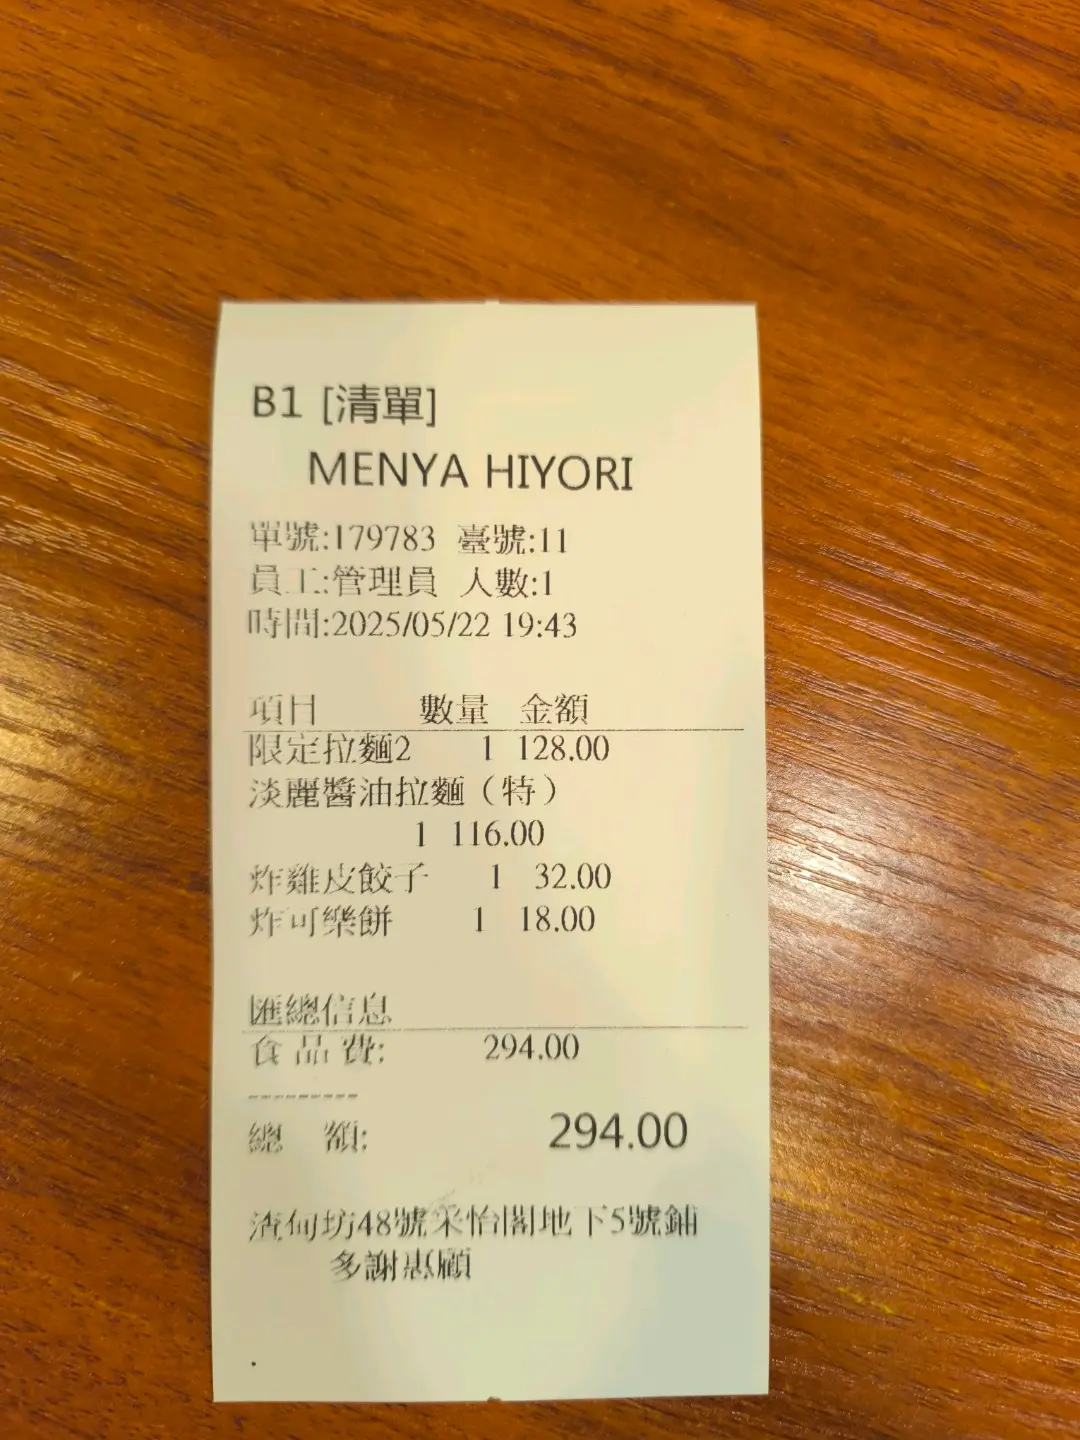 B1 [清單]
MENYA HIYORI
單號:179783 臺號:11
員工:管理員 人數:1
時間:2025/05/22 19:43
項目 數量 金額
限定拉麵2 1 128.00
淡麗醬油拉麵（特）
1 116.00
炸雞皮餃子 1 32.00
炸可樂餅 1 18.00
匯總信息
食 品 費: 294.00
---------
總 額: 294.00
渣甸坊48號采怡閣地下5號鋪
多謝惠顧
.